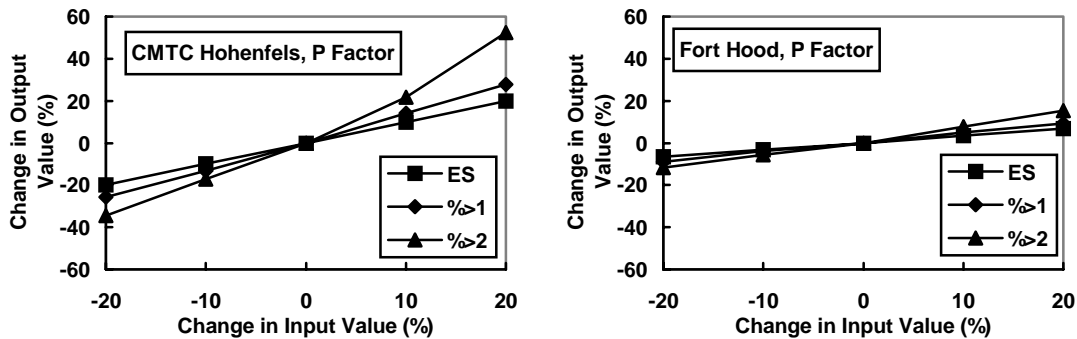 CMTC Hohenfels, P Factor
Change in Output
Value (%)
60
40
20
0
-20
-40
-60
-20
-10
0
10
20
Change in Input Value (%)
ES
%>1
%>2
Fort Hood, P Factor
Change in Output
Value (%)
60
40
20
0
-20
-40
-60
-20
-10
0
10
20
Change in Input Value (%)
ES
%>1
%>2